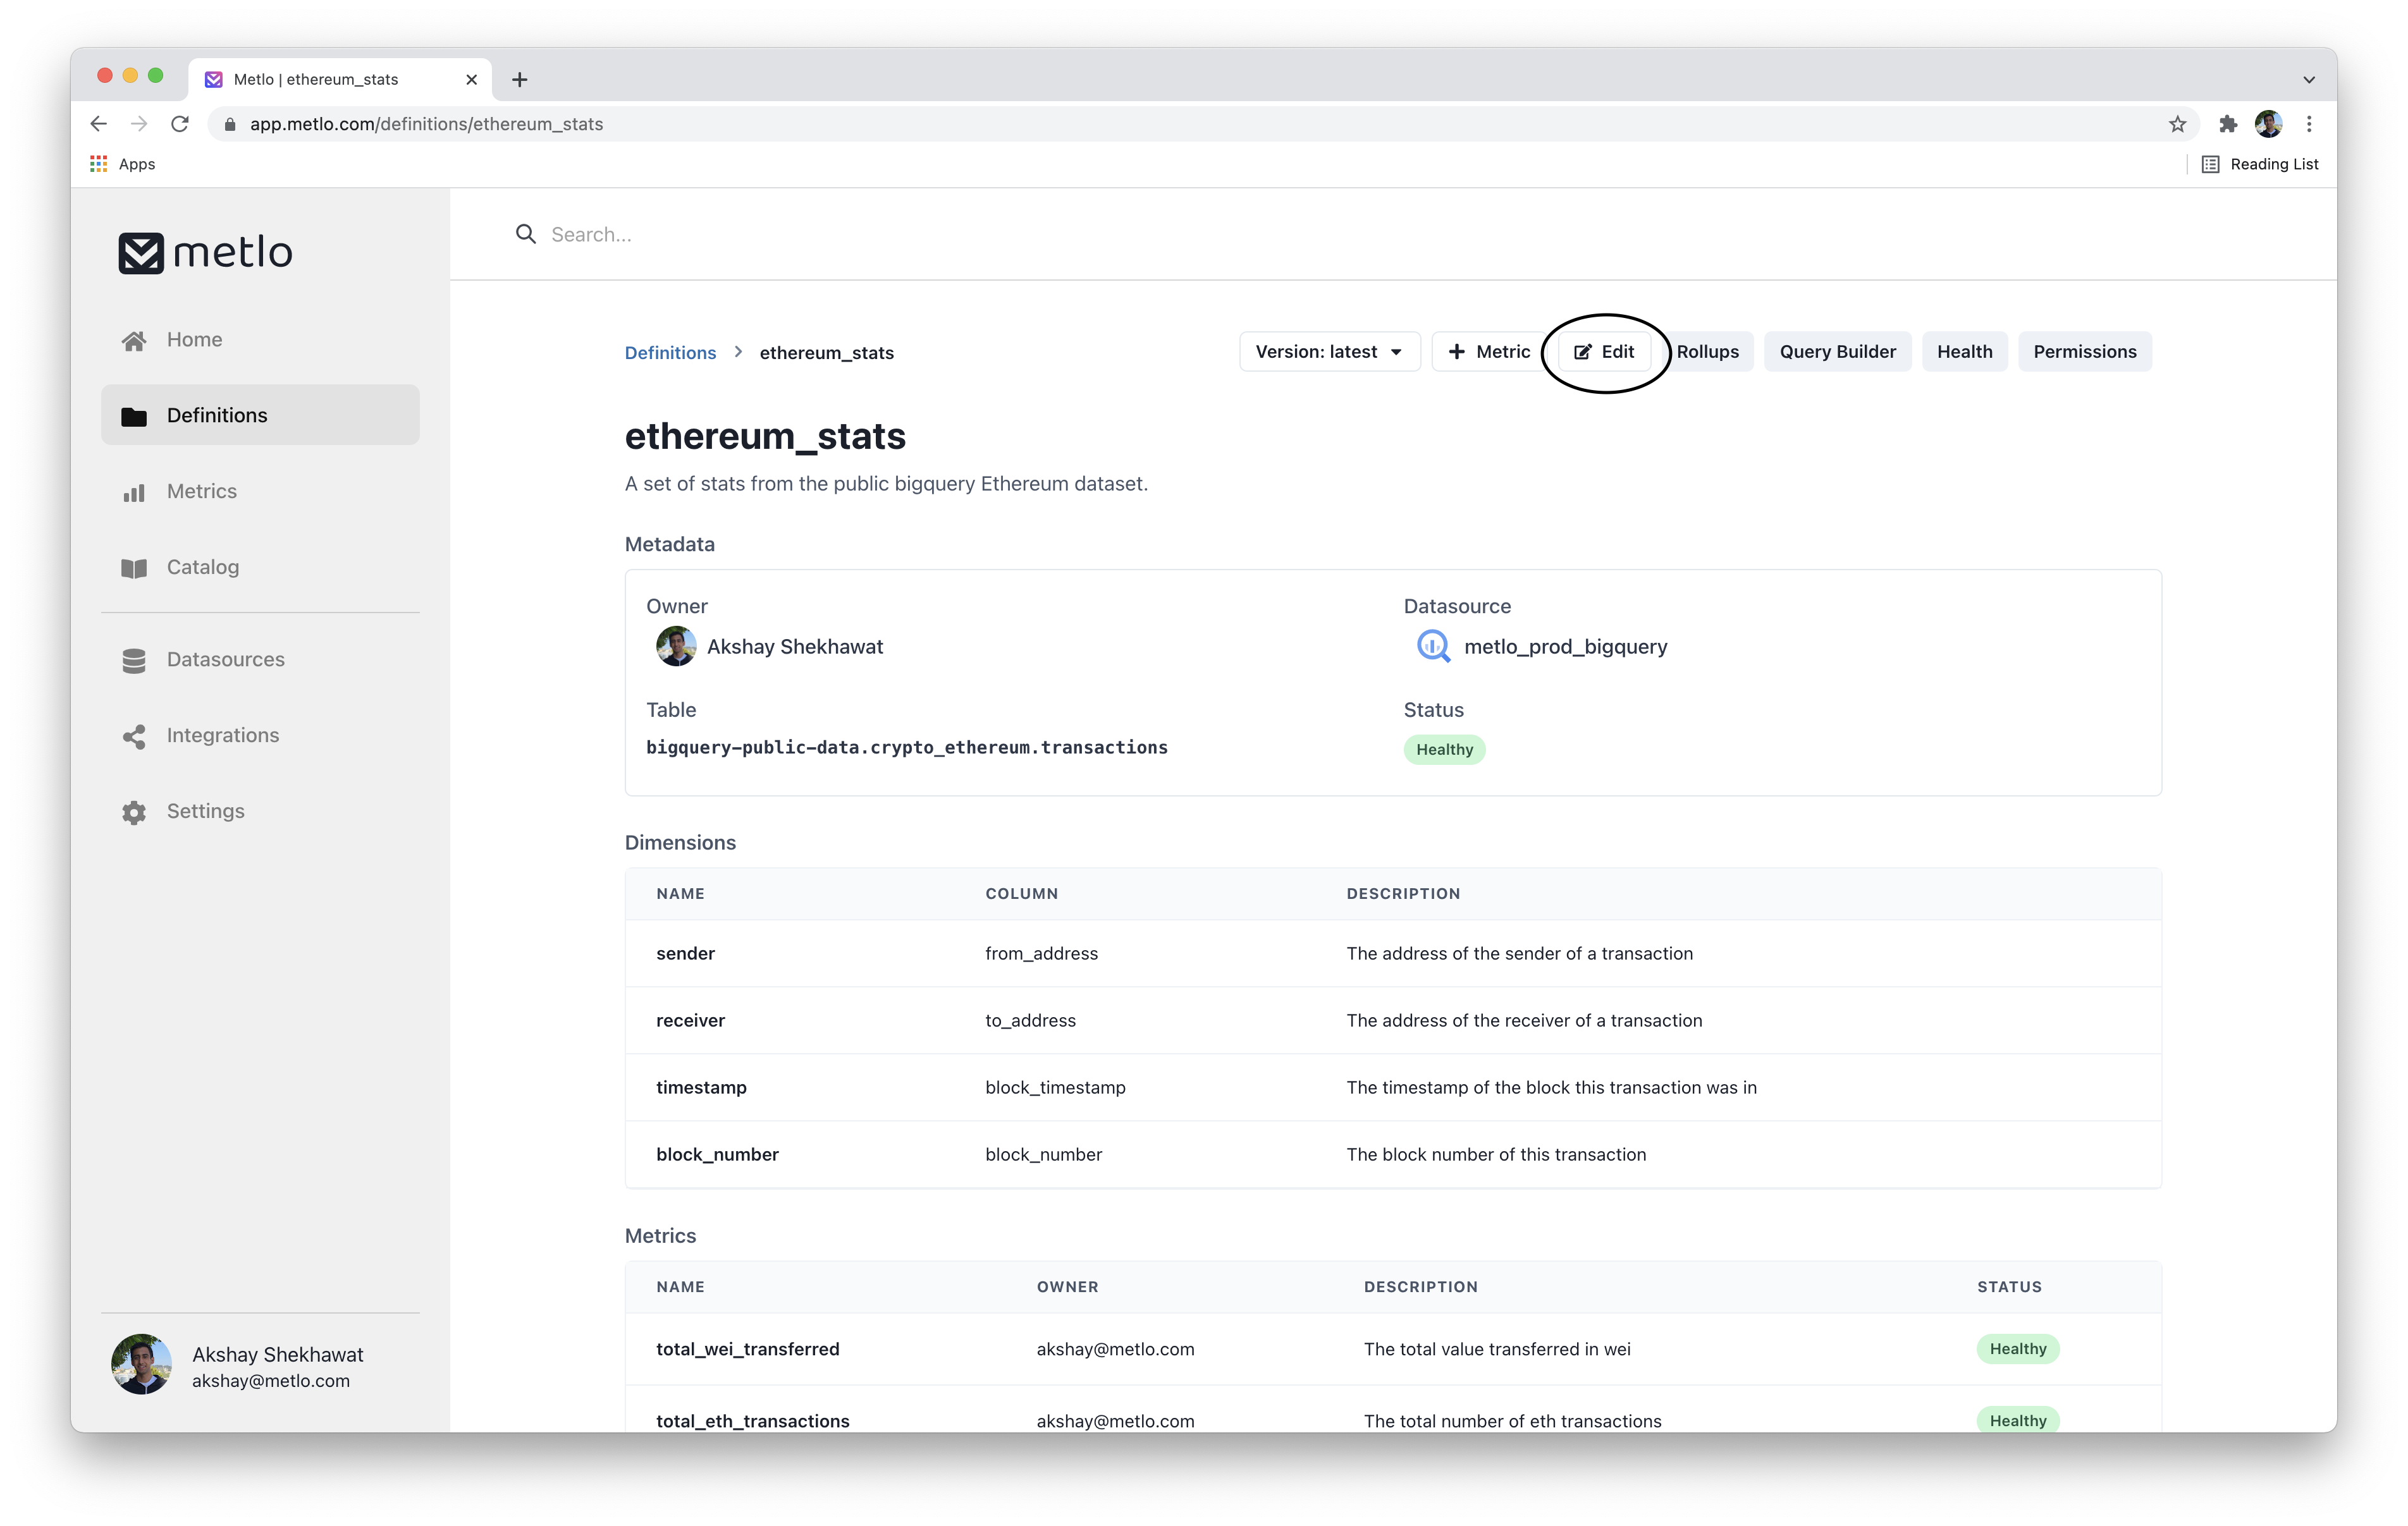 Metlo | ethereum_stats
app.metlo.com/definitions/ethereum_stats
Apps
Reading List
metlo
Search...
Home
Definitions
Metrics
Catalog
Datasources
Integrations
Settings
Akshay Shekhawat
akshay@metlo.com
Definitions > ethereum_stats
Version: latest
+ Metric
Edit
Rollups
Query Builder
Health
Permissions
ethereum_stats
A set of stats from the public bigquery Ethereum dataset.
Metadata
Owner
Akshay Shekhawat
Datasource
metlo_prod_bigquery
Table
bigquery-public-data.crypto_ethereum.transactions
Status
Healthy
Dimensions
NAME COLUMN DESCRIPTION
sender from_address The address of the sender of a transaction
receiver to_address The address of the receiver of a transaction
timestamp block_timestamp The timestamp of the block this transaction was in
block_number block_number The block number of this transaction
Metrics
NAME OWNER DESCRIPTION STATUS
total_wei_transferred akshay@metlo.com The total value transferred in wei Healthy
total_eth_transactions akshay@metlo.com The total number of eth transactions Healthy